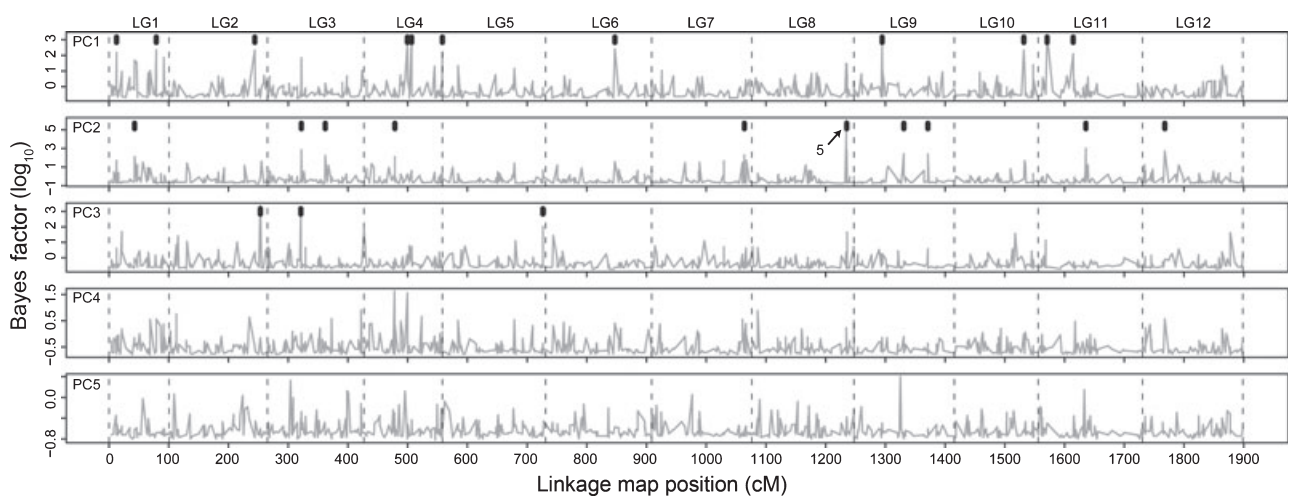 LG1 LG2 LG3 LG4 LG5 LG6 LG7 LG8 LG9 LG10 LG11 LG12
PC1
3
2
1
0
PC2
5
3
1
−1
5
PC3
3
2
1
0
PC4
1.5
0.5
−0.5
PC5
0.0
−0.8
Bayes factor (log10)
0 100 200 300 400 500 600 700 800 900 1000 1100 1200 1300 1400 1500 1600 1700 1800 1900
Linkage map position (cM)